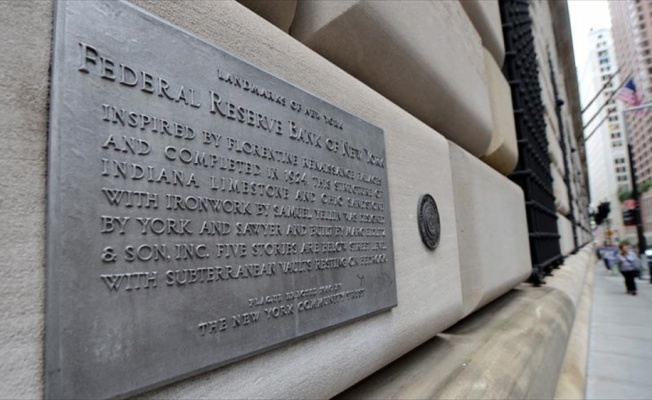 LANDMARKS OF NEW YORK
FEDERAL RESERVE BANK OF NEW YORK
INSPIRED BY FLORENTINE RENAISSANCE PALACES
AND COMPLETED IN 1924 THIS STRUCTURE OF
INDIANA LIMESTONE AND OHIO SANDSTONE
WITH IRONWORK BY SAMUEL YELLIN WAS DESIGNED
BY YORK AND SAWYER AND BUILT BY MARC EIDLITZ
& SON. INC. FIVE STORIES ARE BELOW STREET LEVEL
WITH SUBTERRANEAN VAULTS RESTING ON BEDROCK.
PLAQUE ERECTED BY
THE NEW YORK COMMUNITY TRUST